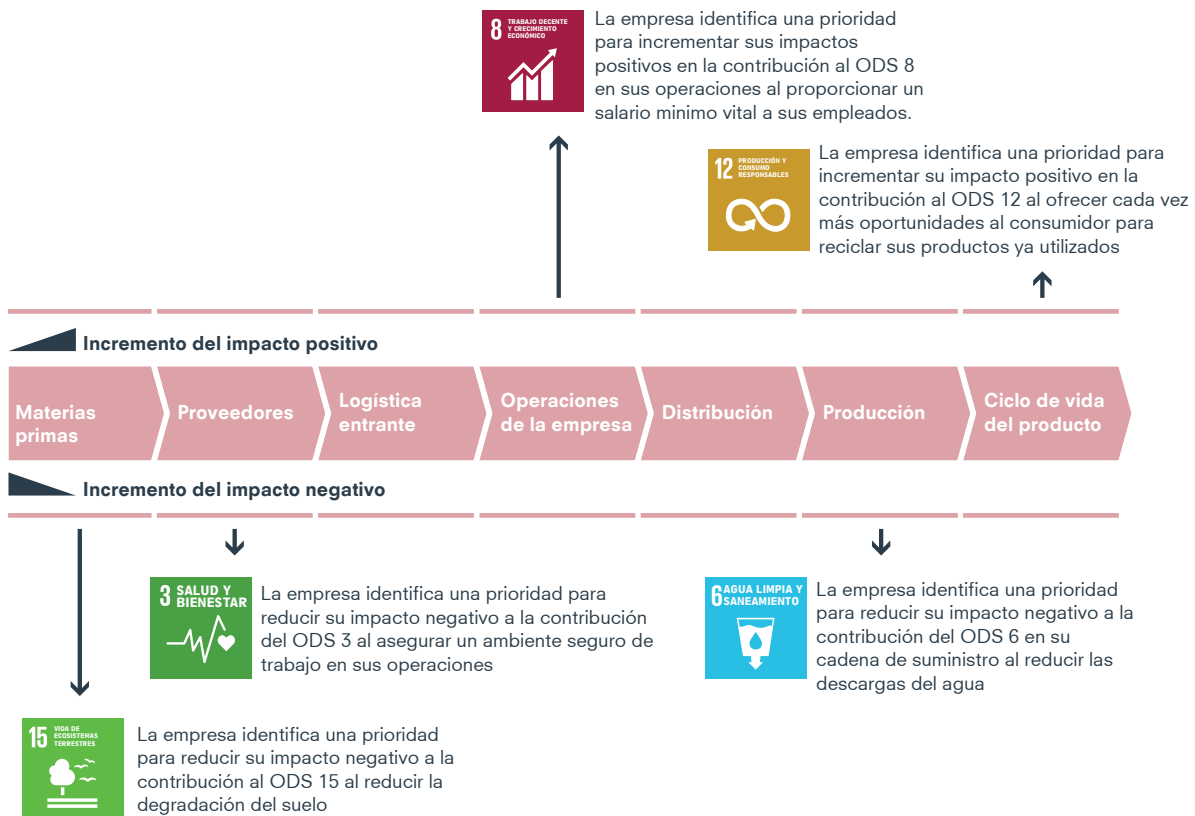 8 TRABAJO DECENTE
Y CRECIMIENTO
ECONÓMICO
La empresa identifica una prioridad
para incrementar sus impactos
positivos en la contribución al ODS 8
en sus operaciones al proporcionar un
salario minimo vital a sus empleados.
12 PRODUCCIÓN Y
CONSUMO
RESPONSABLES
La empresa identifica una prioridad para
incrementar su impacto positivo en la
contribución al ODS 12 al ofrecer cada vez
más oportunidades al consumidor para
reciclar sus productos ya utilizados
Incremento del impacto positivo
Materias
primas
Proveedores
Logística
entrante
Operaciones
de la empresa
Distribución
Producción
Ciclo de vida
del producto
Incremento del impacto negativo
3 SALUD Y
BIENESTAR
La empresa identifica una prioridad para
reducir su impacto negativo a la contribución
del ODS 3 al asegurar un ambiente seguro de
trabajo en sus operaciones
6 AGUA LIMPIA Y
SANEAMIENTO
La empresa identifica una prioridad
para reducir su impacto negativo a la
contribución del ODS 6 en su
cadena de suministro al reducir las
descargas del agua
15 VIDA DE
ECOSISTEMAS
TERRESTRES
La empresa identifica una prioridad
para reducir su impacto negativo a la
contribución al ODS 15 al reducir la
degradación del suelo